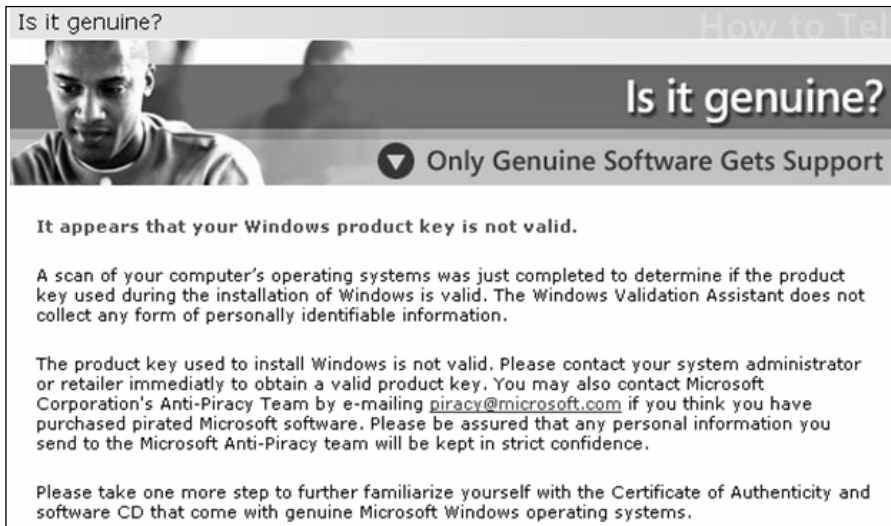 Is it genuine?
How to Tel
Is it genuine?
Only Genuine Software Gets Support
It appears that your Windows product key is not valid.
A scan of your computer's operating systems was just completed to determine if the product
key used during the installation of Windows is valid. The Windows Validation Assistant does not
collect any form of personally identifiable information.
The product key used to install Windows is not valid. Please contact your system administrator
or retailer immediatly to obtain a valid product key. You may also contact Microsoft
Corporation's Anti-Piracy Team by e-mailing piracy@microsoft.com if you think you have
purchased pirated Microsoft software. Please be assured that any personal information you
send to the Microsoft Anti-Piracy team will be kept in strict confidence.
Please take one more step to further familiarize yourself with the Certificate of Authenticity and
software CD that come with genuine Microsoft Windows operating systems.